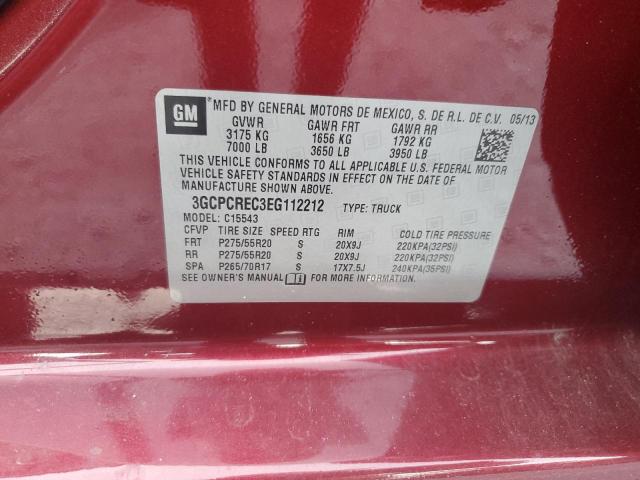 GM
MFD BY GENERAL MOTORS DE MEXICO, S. DE R.L. DE C.V. 05/13
GVWR GAWR FRT GAWR RR
3175 KG 1656 KG 1792 KG
7000 LB 3650 LB 3950 LB
THIS VEHICLE CONFORMS TO ALL APPLICABLE U.S. FEDERAL MOTOR
VEHICLE SAFETY STANDARDS IN EFFECT ON THE DATE OF
MANUFACTURE SHOWN ABOVE.
3GCPCREC3EG112212 TYPE: TRUCK
MODEL: C15543
CFVP TIRE SIZE SPEED RTG RIM COLD TIRE PRESSURE
FRT P275/55R20 S 20X9J 220KPA(32PSI)
RR P275/55R20 S 20X9J 220KPA(32PSI)
SPA P265/70R17 S 17X7.5J 240KPA(35PSI)
SEE OWNER'S MANUAL FOR MORE INFORMATION.